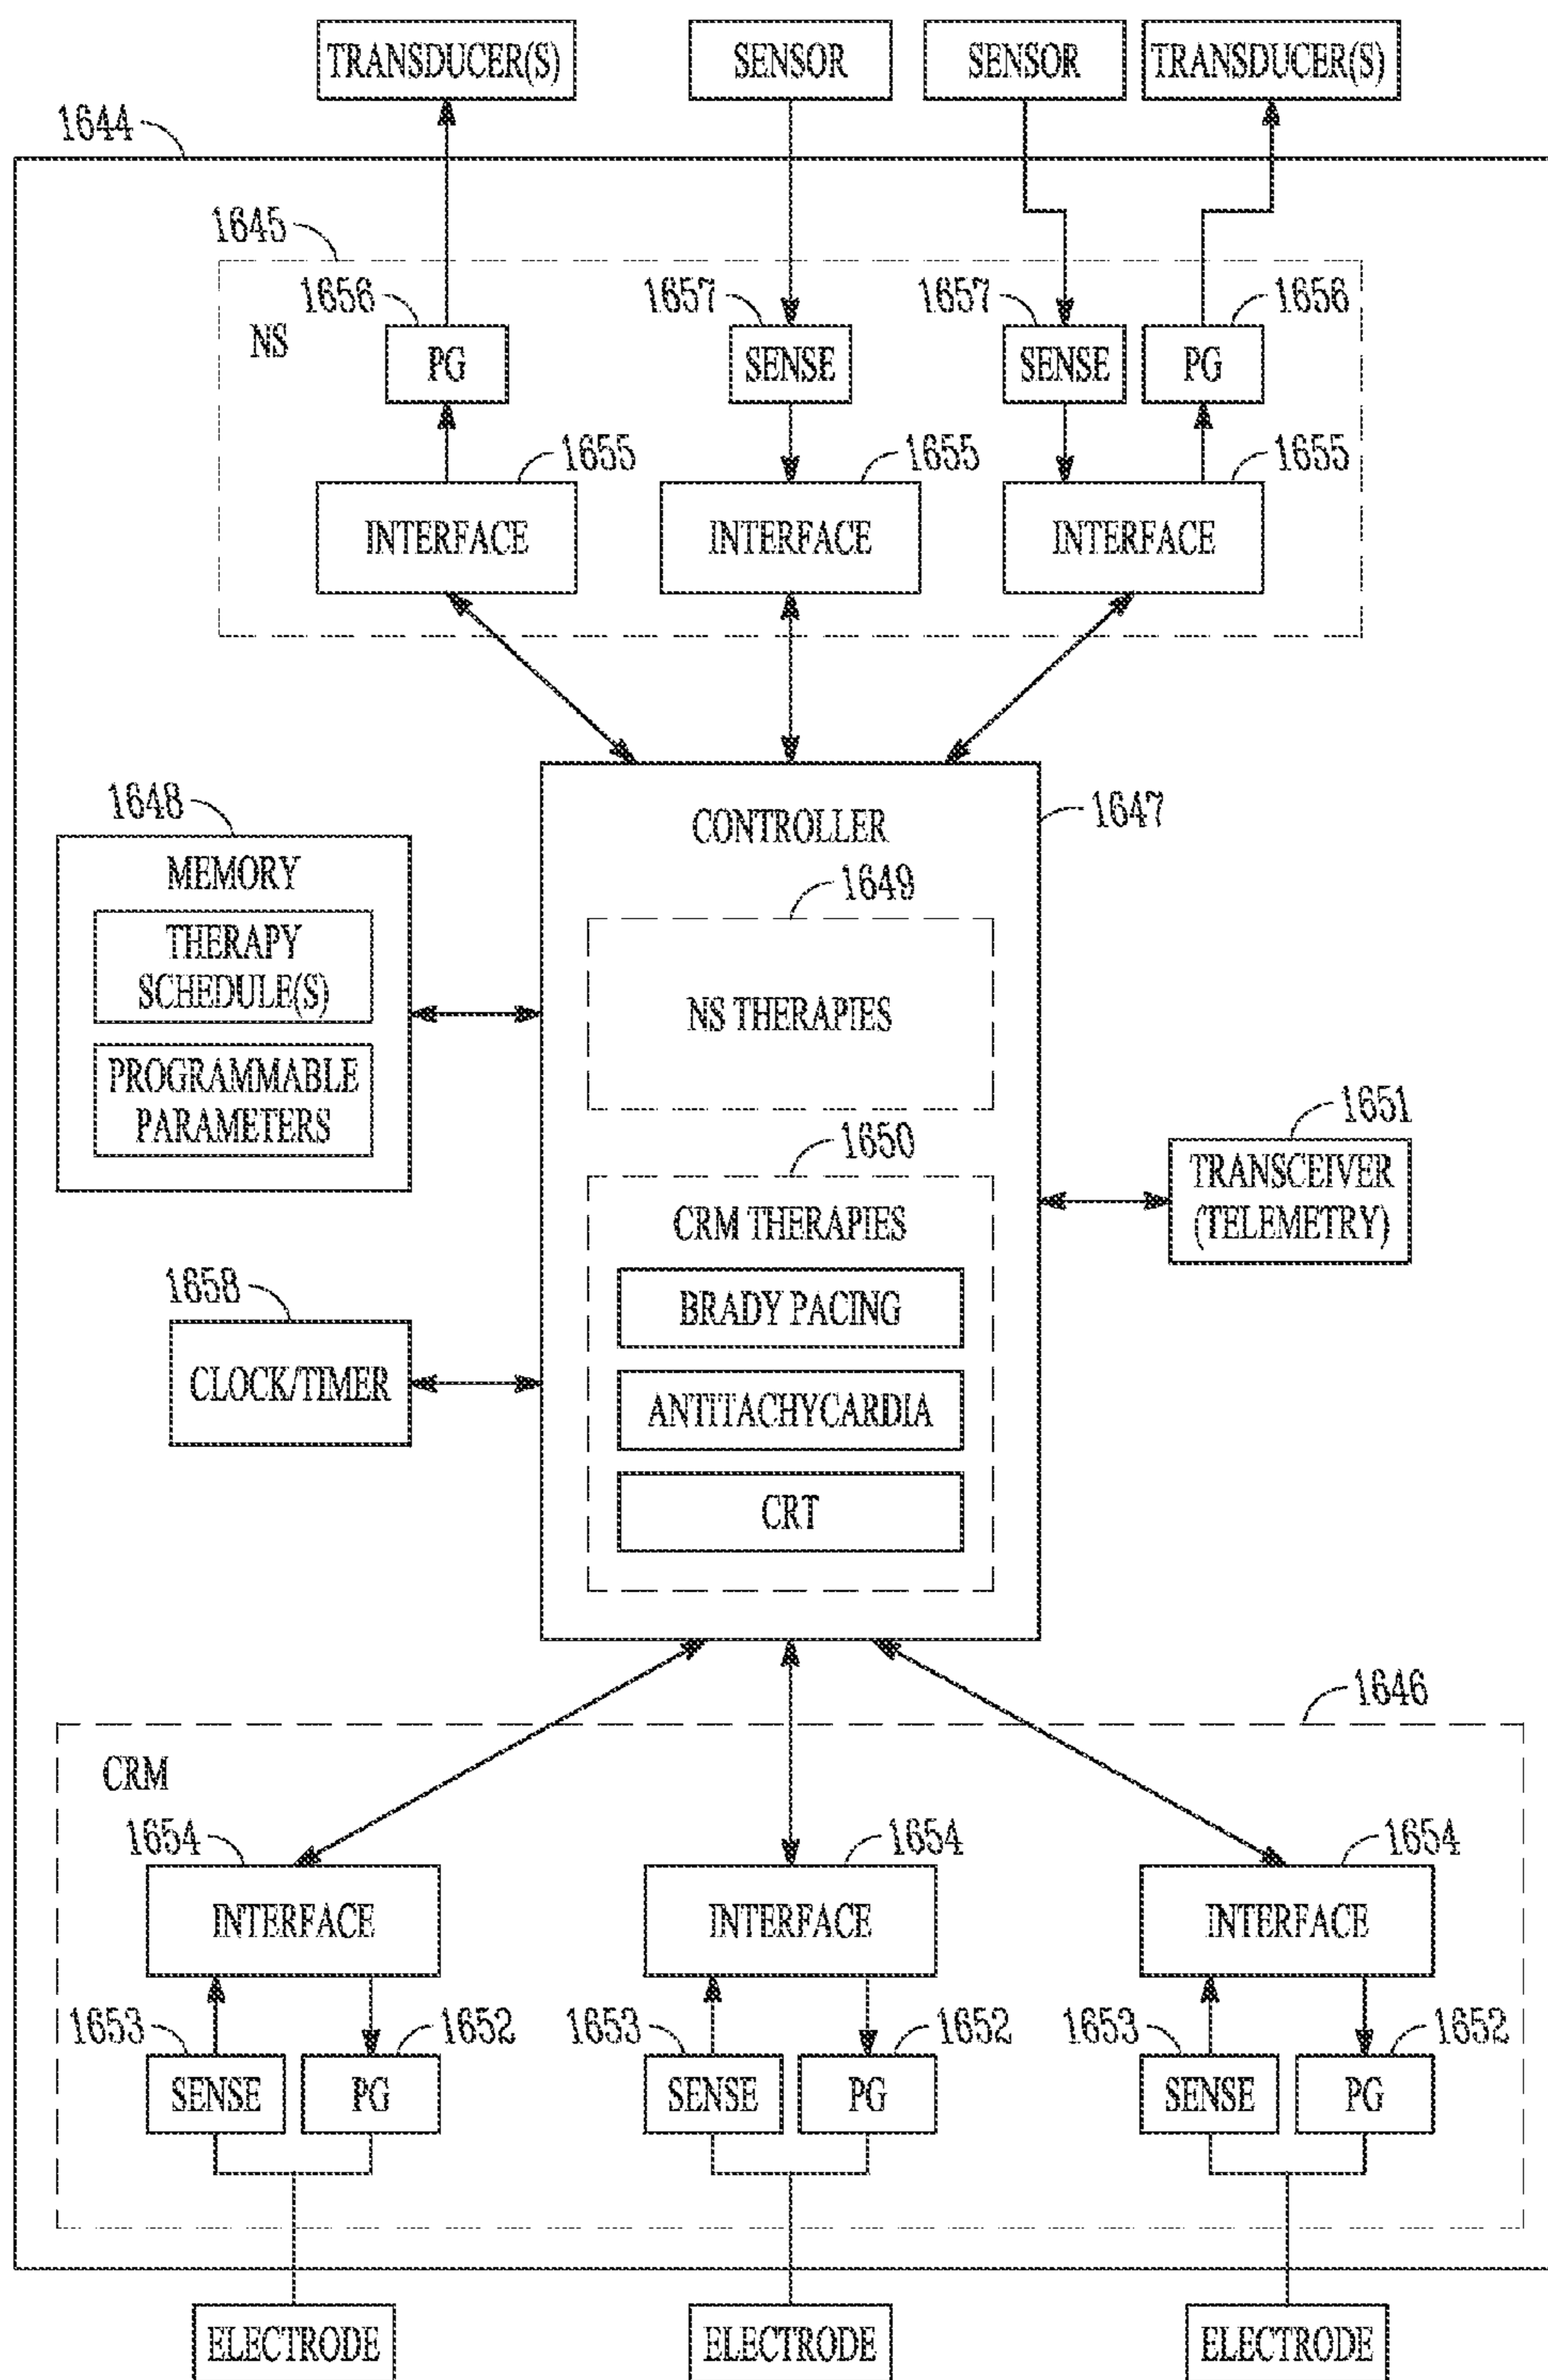 TRANSDUCER(S)
SENSOR
SENSOR
TRANSDUCER(S)
1644
1645
NS
1656
1657
1657
1656
PG
SENSE
SENSE
PG
1655
1655
1655
INTERFACE
INTERFACE
INTERFACE
1648
MEMORY
THERAPY
SCHEDULE(S)
PROGRAMMABLE
PARAMETERS
CONTROLLER
1647
1649
NS THERAPIES
1650
CRM THERAPIES
BRADY PACING
ANTITACHYCARDIA
CRT
1651
TRANSCEIVER
(TELEMETRY)
1658
CLOCK/TIMER
1646
CRM
1654
1654
1654
INTERFACE
INTERFACE
INTERFACE
1653
1652
1653
1652
1653
1652
SENSE
PG
SENSE
PG
SENSE
PG
ELECTRODE
ELECTRODE
ELECTRODE